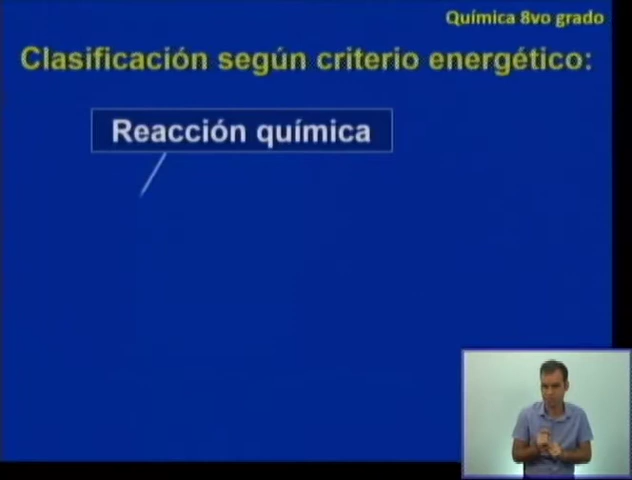 Química 8vo grado
Clasificación según criterio energético:
Reacción química